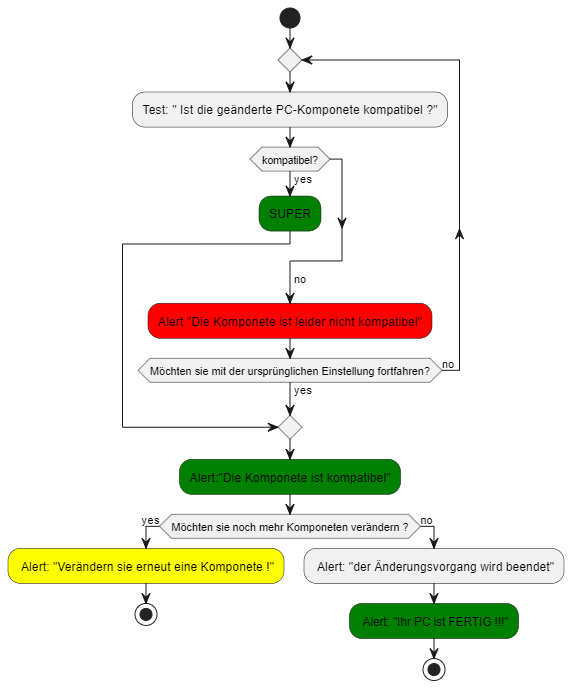 Test: " Ist die geänderte PC-Komponete kompatibel ?"
kompatibel?
yes
SUPER
no
Alert "Die Komponete ist leider nicht kompatibel"
Möchten sie mit der ursprünglichen Einstellung fortfahren?
no
yes
Alert:"Die Komponete ist kompatibel"
yes
Möchten sie noch mehr Komponeten verändern ?
no
Alert: "Verändern sie erneut eine Komponete !"
Alert: "der Änderungsvorgang wird beendet"
Alert: "Ihr PC ist FERTIG !!!"